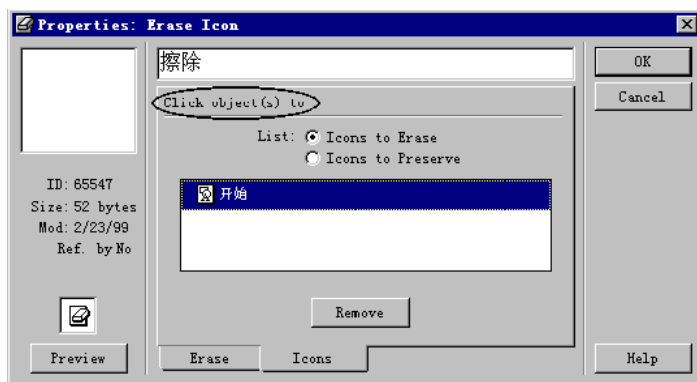 Properties: Erase Icon
擦除
OK
Click object(s) to
Cancel
List: Icons to Erase
Icons to Preserve
ID: 65547
开始
Size: 52 bytes
Mod: 2/23/99
Ref. by No
Remove
Preview
Erase
Icons
Help